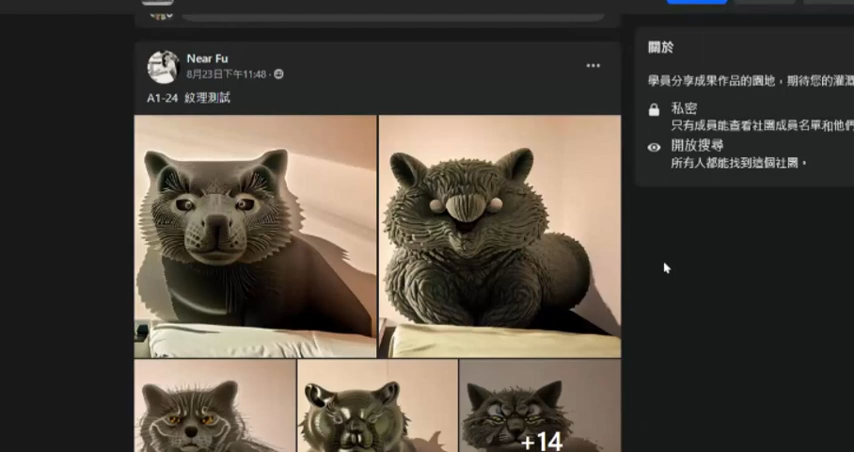 Near Fu
8月23日下午11:48 ·
A1-24 紋理測試
+14
關於
學員分享成果作品的園地，期待您的灌溉
私密
只有成員能查看社團成員名單和他們
開放搜尋
所有人都能找到這個社團。